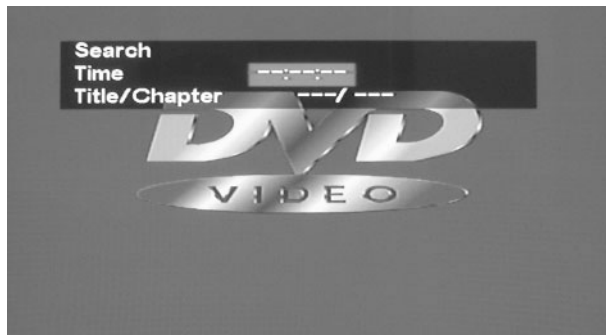 Search
Time --:--:--
Title/Chapter ---/ ---
DVD
VIDEO